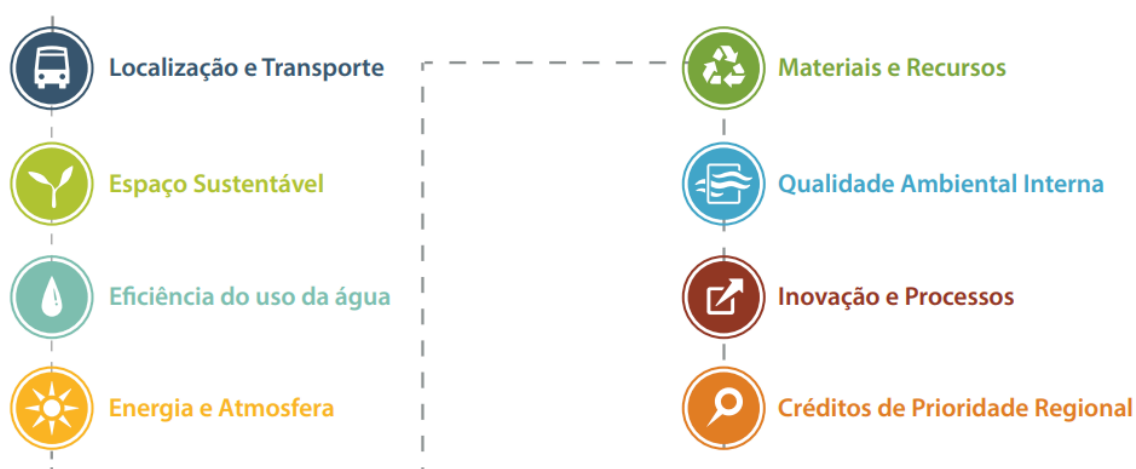 Localização e Transporte
Espaço Sustentável
Eficiência do uso da água
Energia e Atmosfera
Materiais e Recursos
Qualidade Ambiental Interna
Inovação e Processos
Créditos de Prioridade Regional